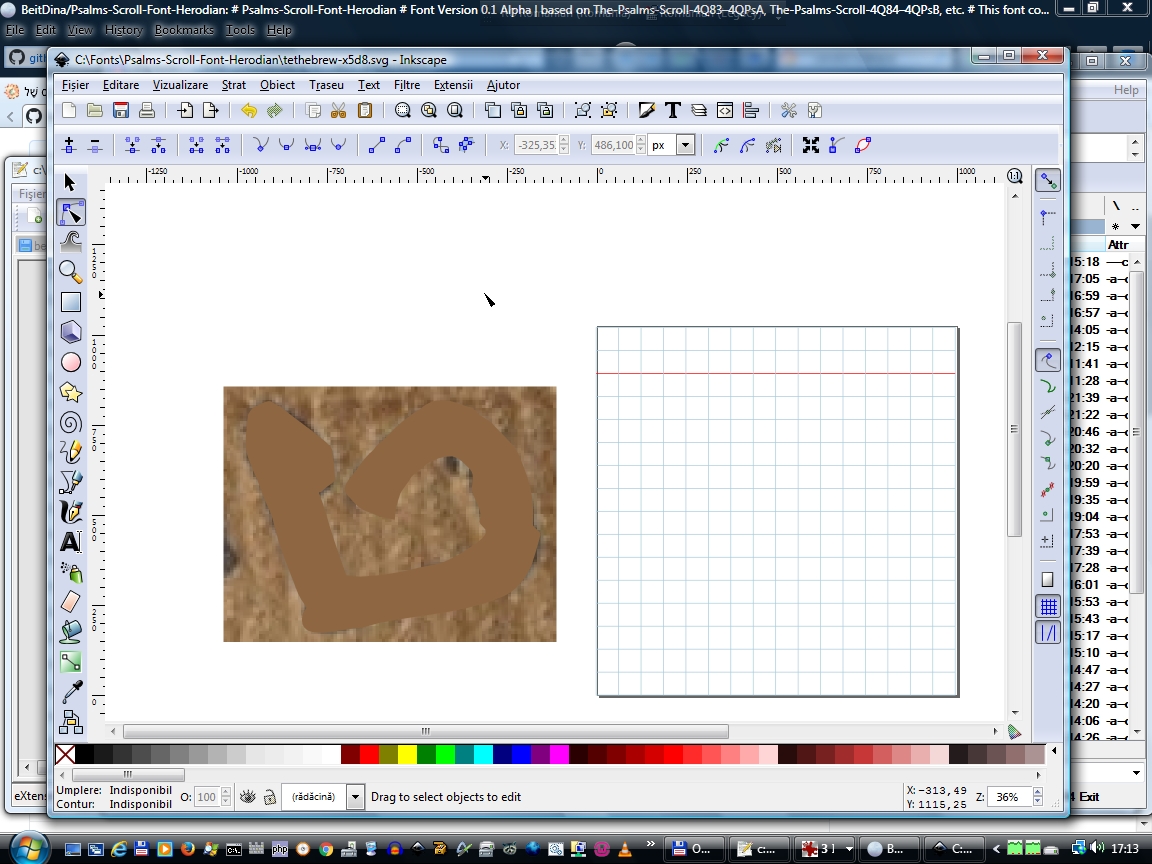 BeitDina/Psalms-Scroll-Font-Herodian: # Psalms-Scroll-Font-Herodian # Font Version 0.1 Alpha | based on The-Psalms-Scroll-4Q83-4QPsA, The-Psalms-Scroll-4Q84-4QPsB, etc. # This font co...
File Edit View History Bookmarks Tools Help
C:\Fonts\Psalms-Scroll-Font-Herodian\tethebrew-x5d8.svg - Inkscape
Help
Fișier Editare Vizualizare Strat Obiect Traseu Text Filtre Extensii Ajutor
X: -325,35 Y: 486,100 px
-1250 -1000 -750 -500 -250 0 250 500 750 1000
Attr
15:18 -a-
17:05 -a-
16:59 -a-
16:57 -a-
14:05 -a-
12:15 -a-
11:41 -a-
11:28 -a-
21:39 -a-
21:22 -a-
20:46 -a-
20:32 -a-
20:20 -a-
19:59 -a-
19:35 -a-
19:04 -a-
17:53 -a-
17:39 -a-
17:28 -a-
16:01 -a-
15:53 -a-
15:43 -a-
15:17 -a-
15:10 -a-
14:47 -a-
14:27 -a-
14:20 -a-
14:06 -a-
14:26 -a-
Umplere: Indisponibil
Contur: Indisponibil
O: 100
(rădăcină)
Drag to select objects to edit
X: -313,49
Y: 1115,25
Z: 36%
Exit
O...
c:...
3 |
B...
C:...
17:13